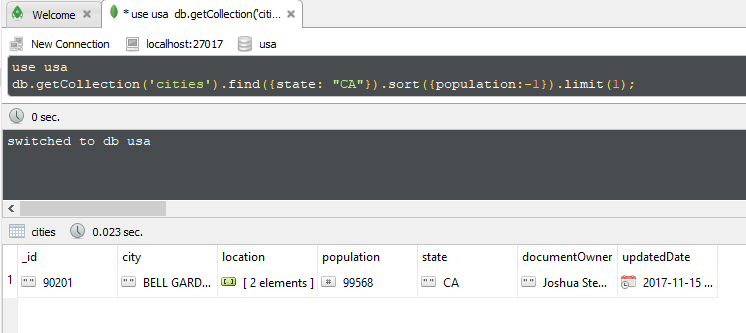 Welcome
* use usa db.getCollection('citi...
New Connection localhost:27017 usa
use usa
db.getCollection('cities').find({state: "CA"}).sort({population:-1}).limit(1);
0 sec.
switched to db usa
cities 0.023 sec.
_id city location population state documentOwner updatedDate
1 90201 BELL GARD... [ 2 elements ] 99568 CA Joshua Ste... 2017-11-15 ...